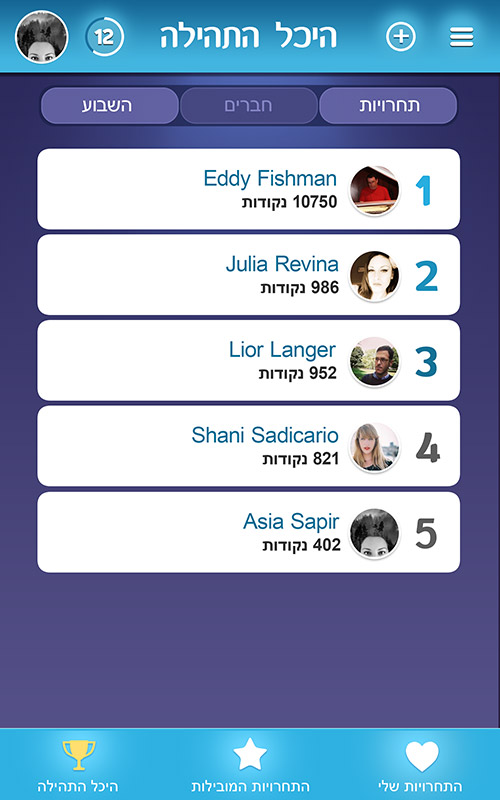 היכל התהילה
12
תחרויות
חברים
השבוע
1
Eddy Fishman
10750 נקודות
2
Julia Revina
986 נקודות
3
Lior Langer
952 נקודות
4
Shani Sadicario
821 נקודות
5
Asia Sapir
402 נקודות
התחרויות שלי
התחרויות המובילות
היכל התהילה